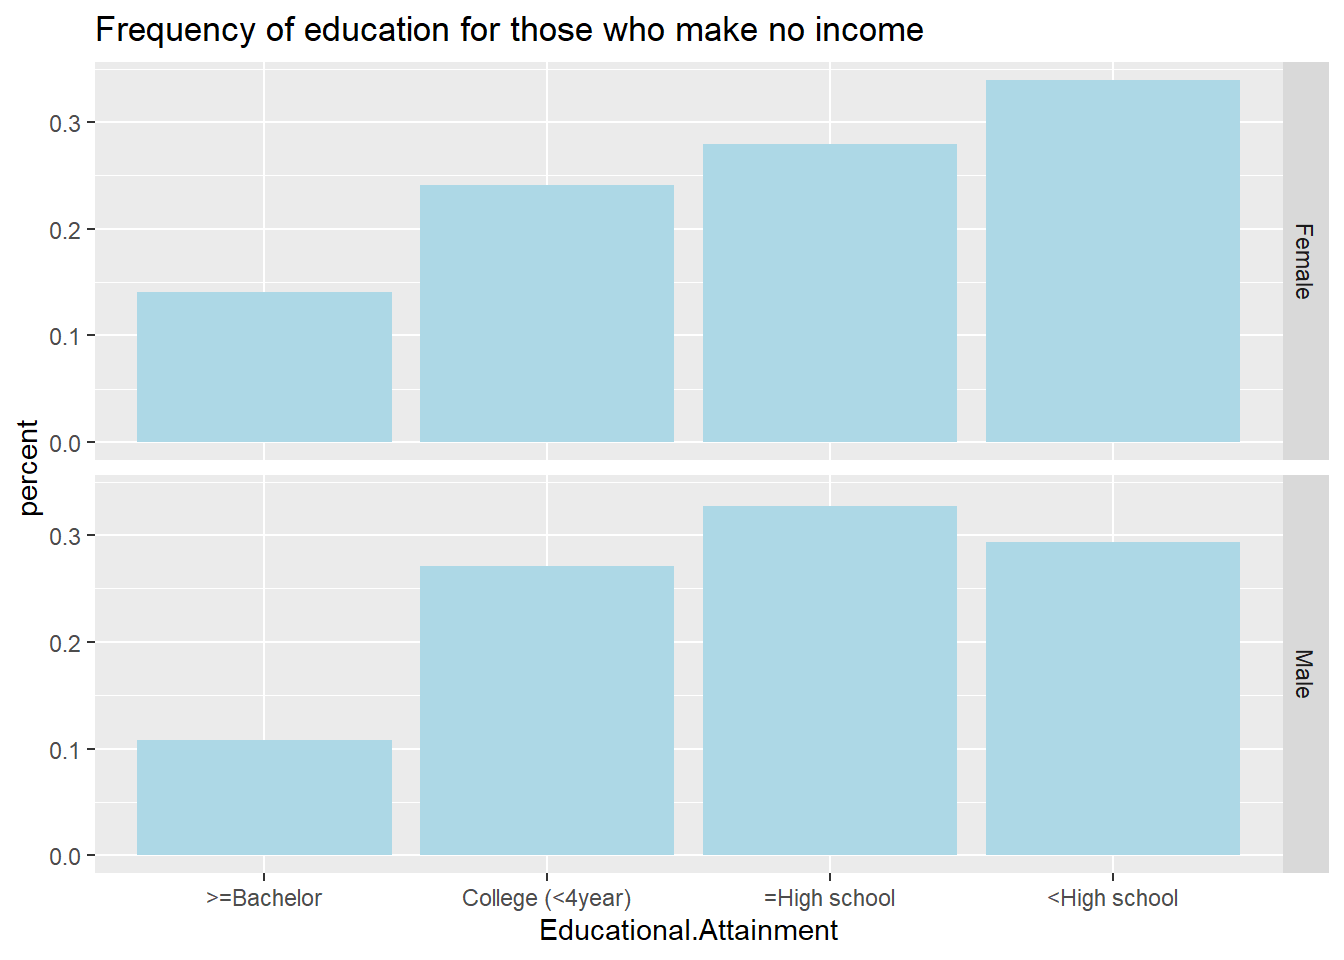 Frequency of education for those who make no income
percent
0.3
0.2
0.1
0.0
Female
0.3
0.2
0.1
0.0
Male
>=Bachelor
College (<4year)
=High school
<High school
Educational.Attainment